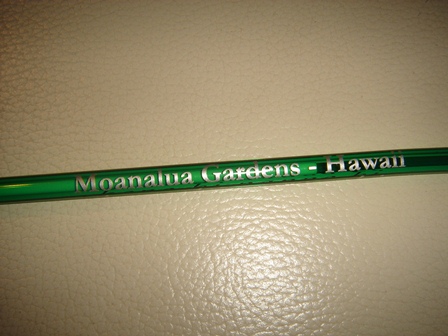 Moanalua Gardens - Hawaii